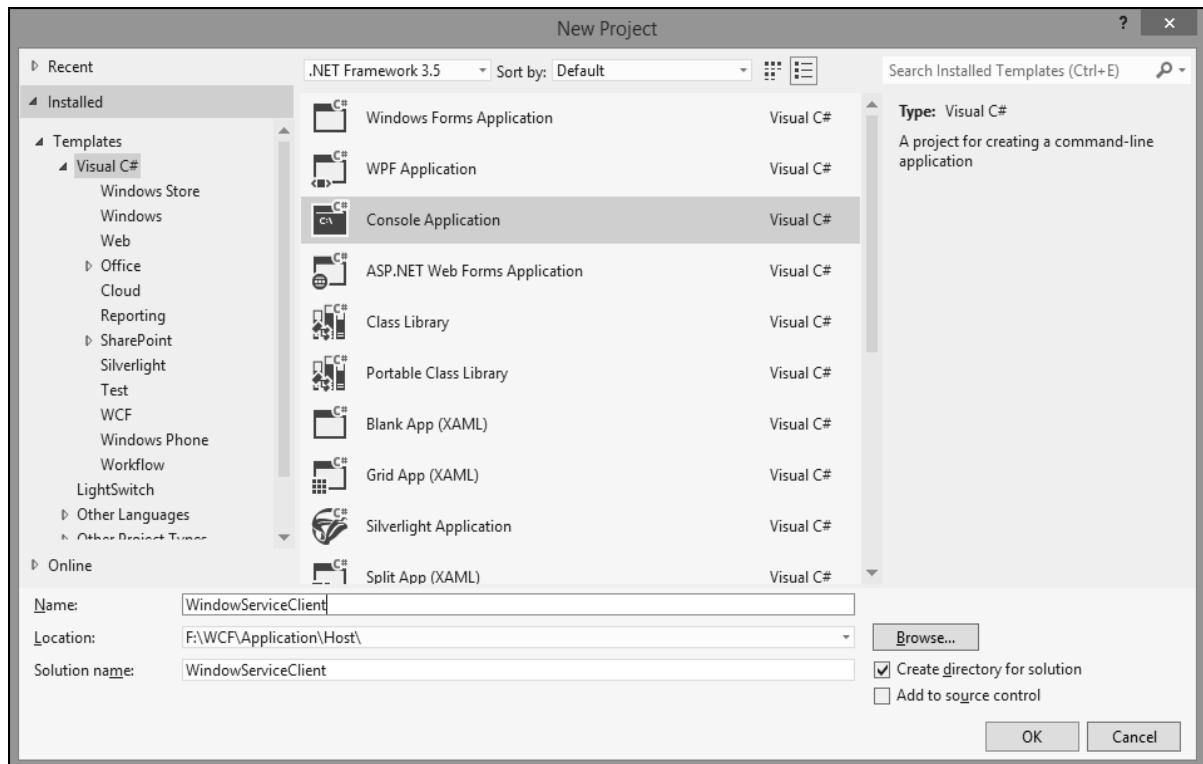 New Project
?
×
Recent
.NET Framework 3.5
Sort by: Default
Search Installed Templates (Ctrl+E)
Installed
Templates
Visual C#
Windows Store
Windows
Web
Office
Cloud
Reporting
SharePoint
Silverlight
Test
WCF
Windows Phone
Workflow
LightSwitch
Other Languages
Other Project Types
Online
C# Windows Forms Application Visual C#
C# WPF Application Visual C#
C# C:\ Console Application Visual C#
C# ASP.NET Web Forms Application Visual C#
C# Class Library Visual C#
C# Portable Class Library Visual C#
C# Blank App (XAML) Visual C#
C# Grid App (XAML) Visual C#
C# Silverlight Application Visual C#
C# Split App (XAML) Visual C#
Type: Visual C#
A project for creating a command-line
application
Name: WindowServiceClient
Location: F:\WCF\Application\Host\
Browse...
Solution name: WindowServiceClient
Create directory for solution
Add to source control
OK
Cancel